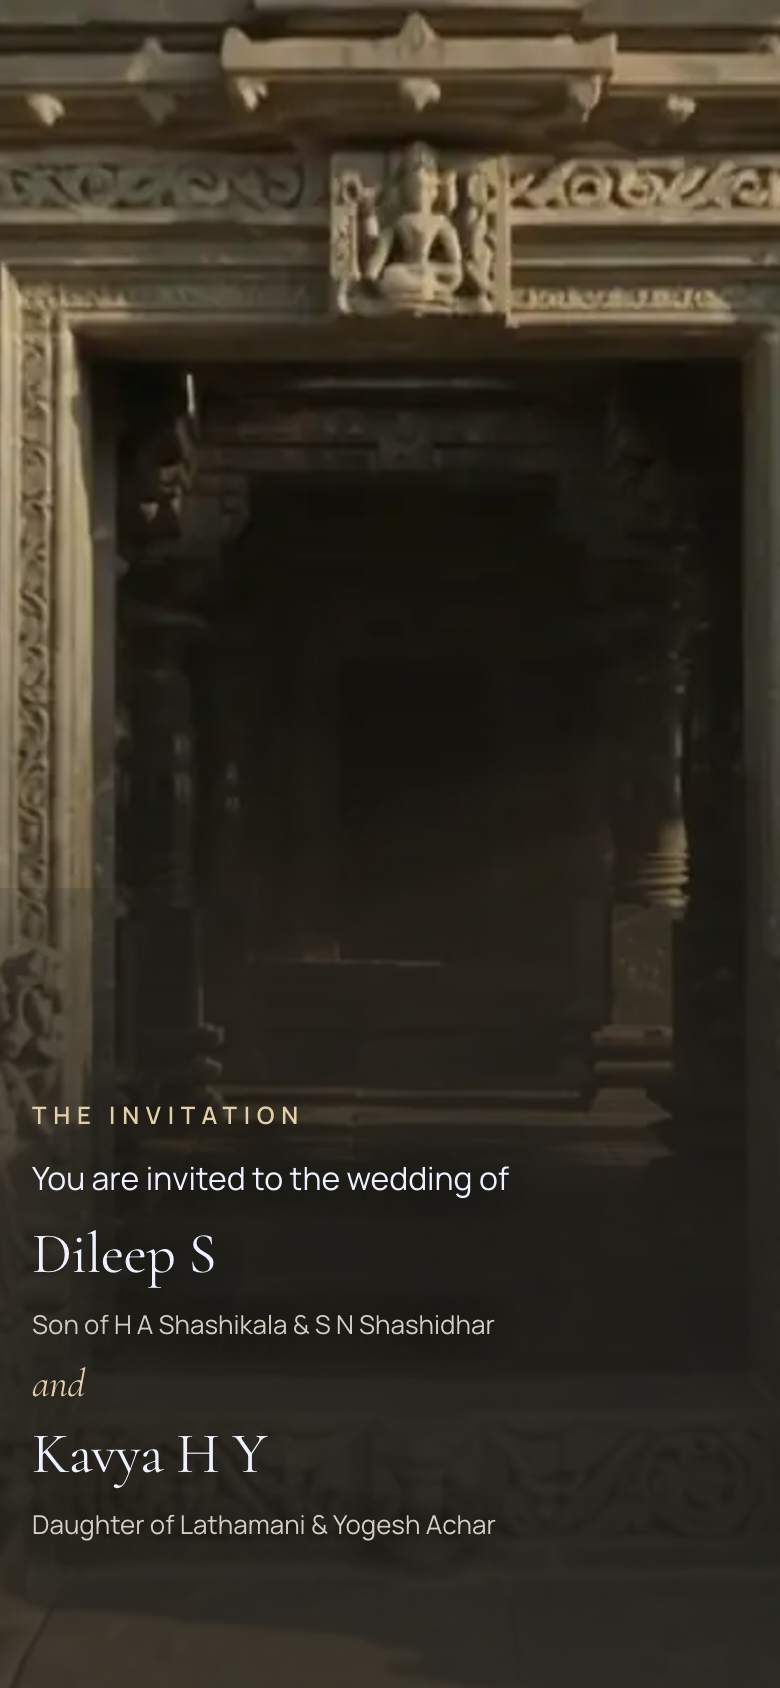 THE INVITATION
You are invited to the wedding of
Dileep S
Son of H A Shashikala & S N Shashidhar
and
Kavya H Y
Daughter of Lathamani & Yogesh Achar